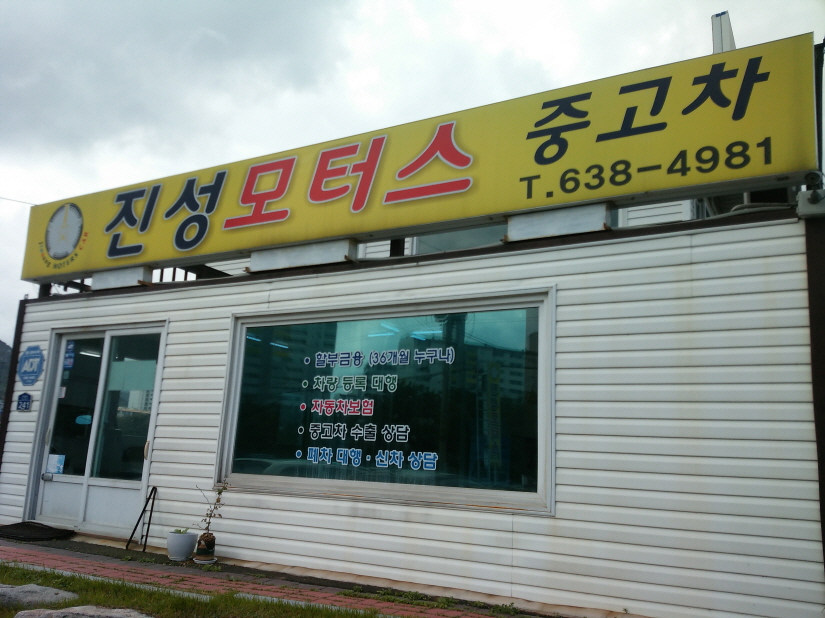 진성모터스 중고차
T.638-4981
• 할부금융 (36개월 누구나)
• 차량 등록 대행
• 자동차보험
• 중고차 수출 상담
• 폐차 대행·신차 상담
ADT